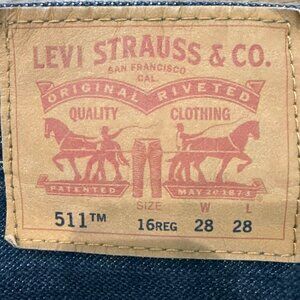 LEVI STRAUSS & CO.
SAN FRANCISCO
CAL
ORIGINAL RIVETED
QUALITY CLOTHING
PATENTED MAY 20 1873
SIZE W L
511™ 16REG 28 28